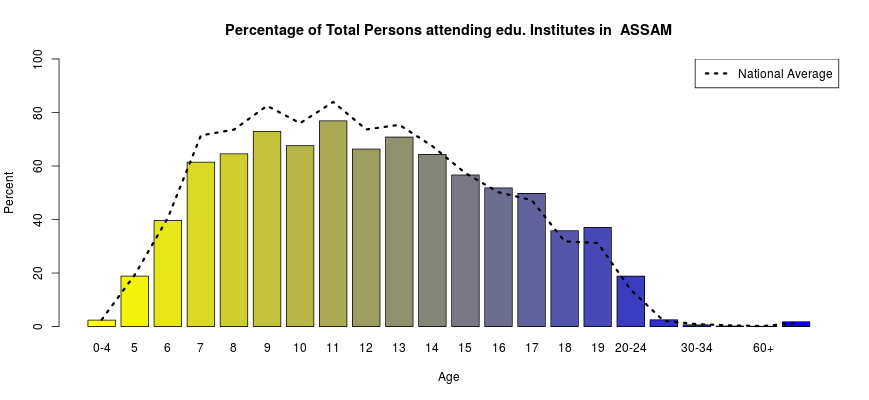 Percentage of Total Persons attending edu. Institutes in  ASSAM
National Average
Percent
100
80
60
40
20
0
0-4 5 6 7 8 9 10 11 12 13 14 15 16 17 18 19 20-24 30-34 60+
Age